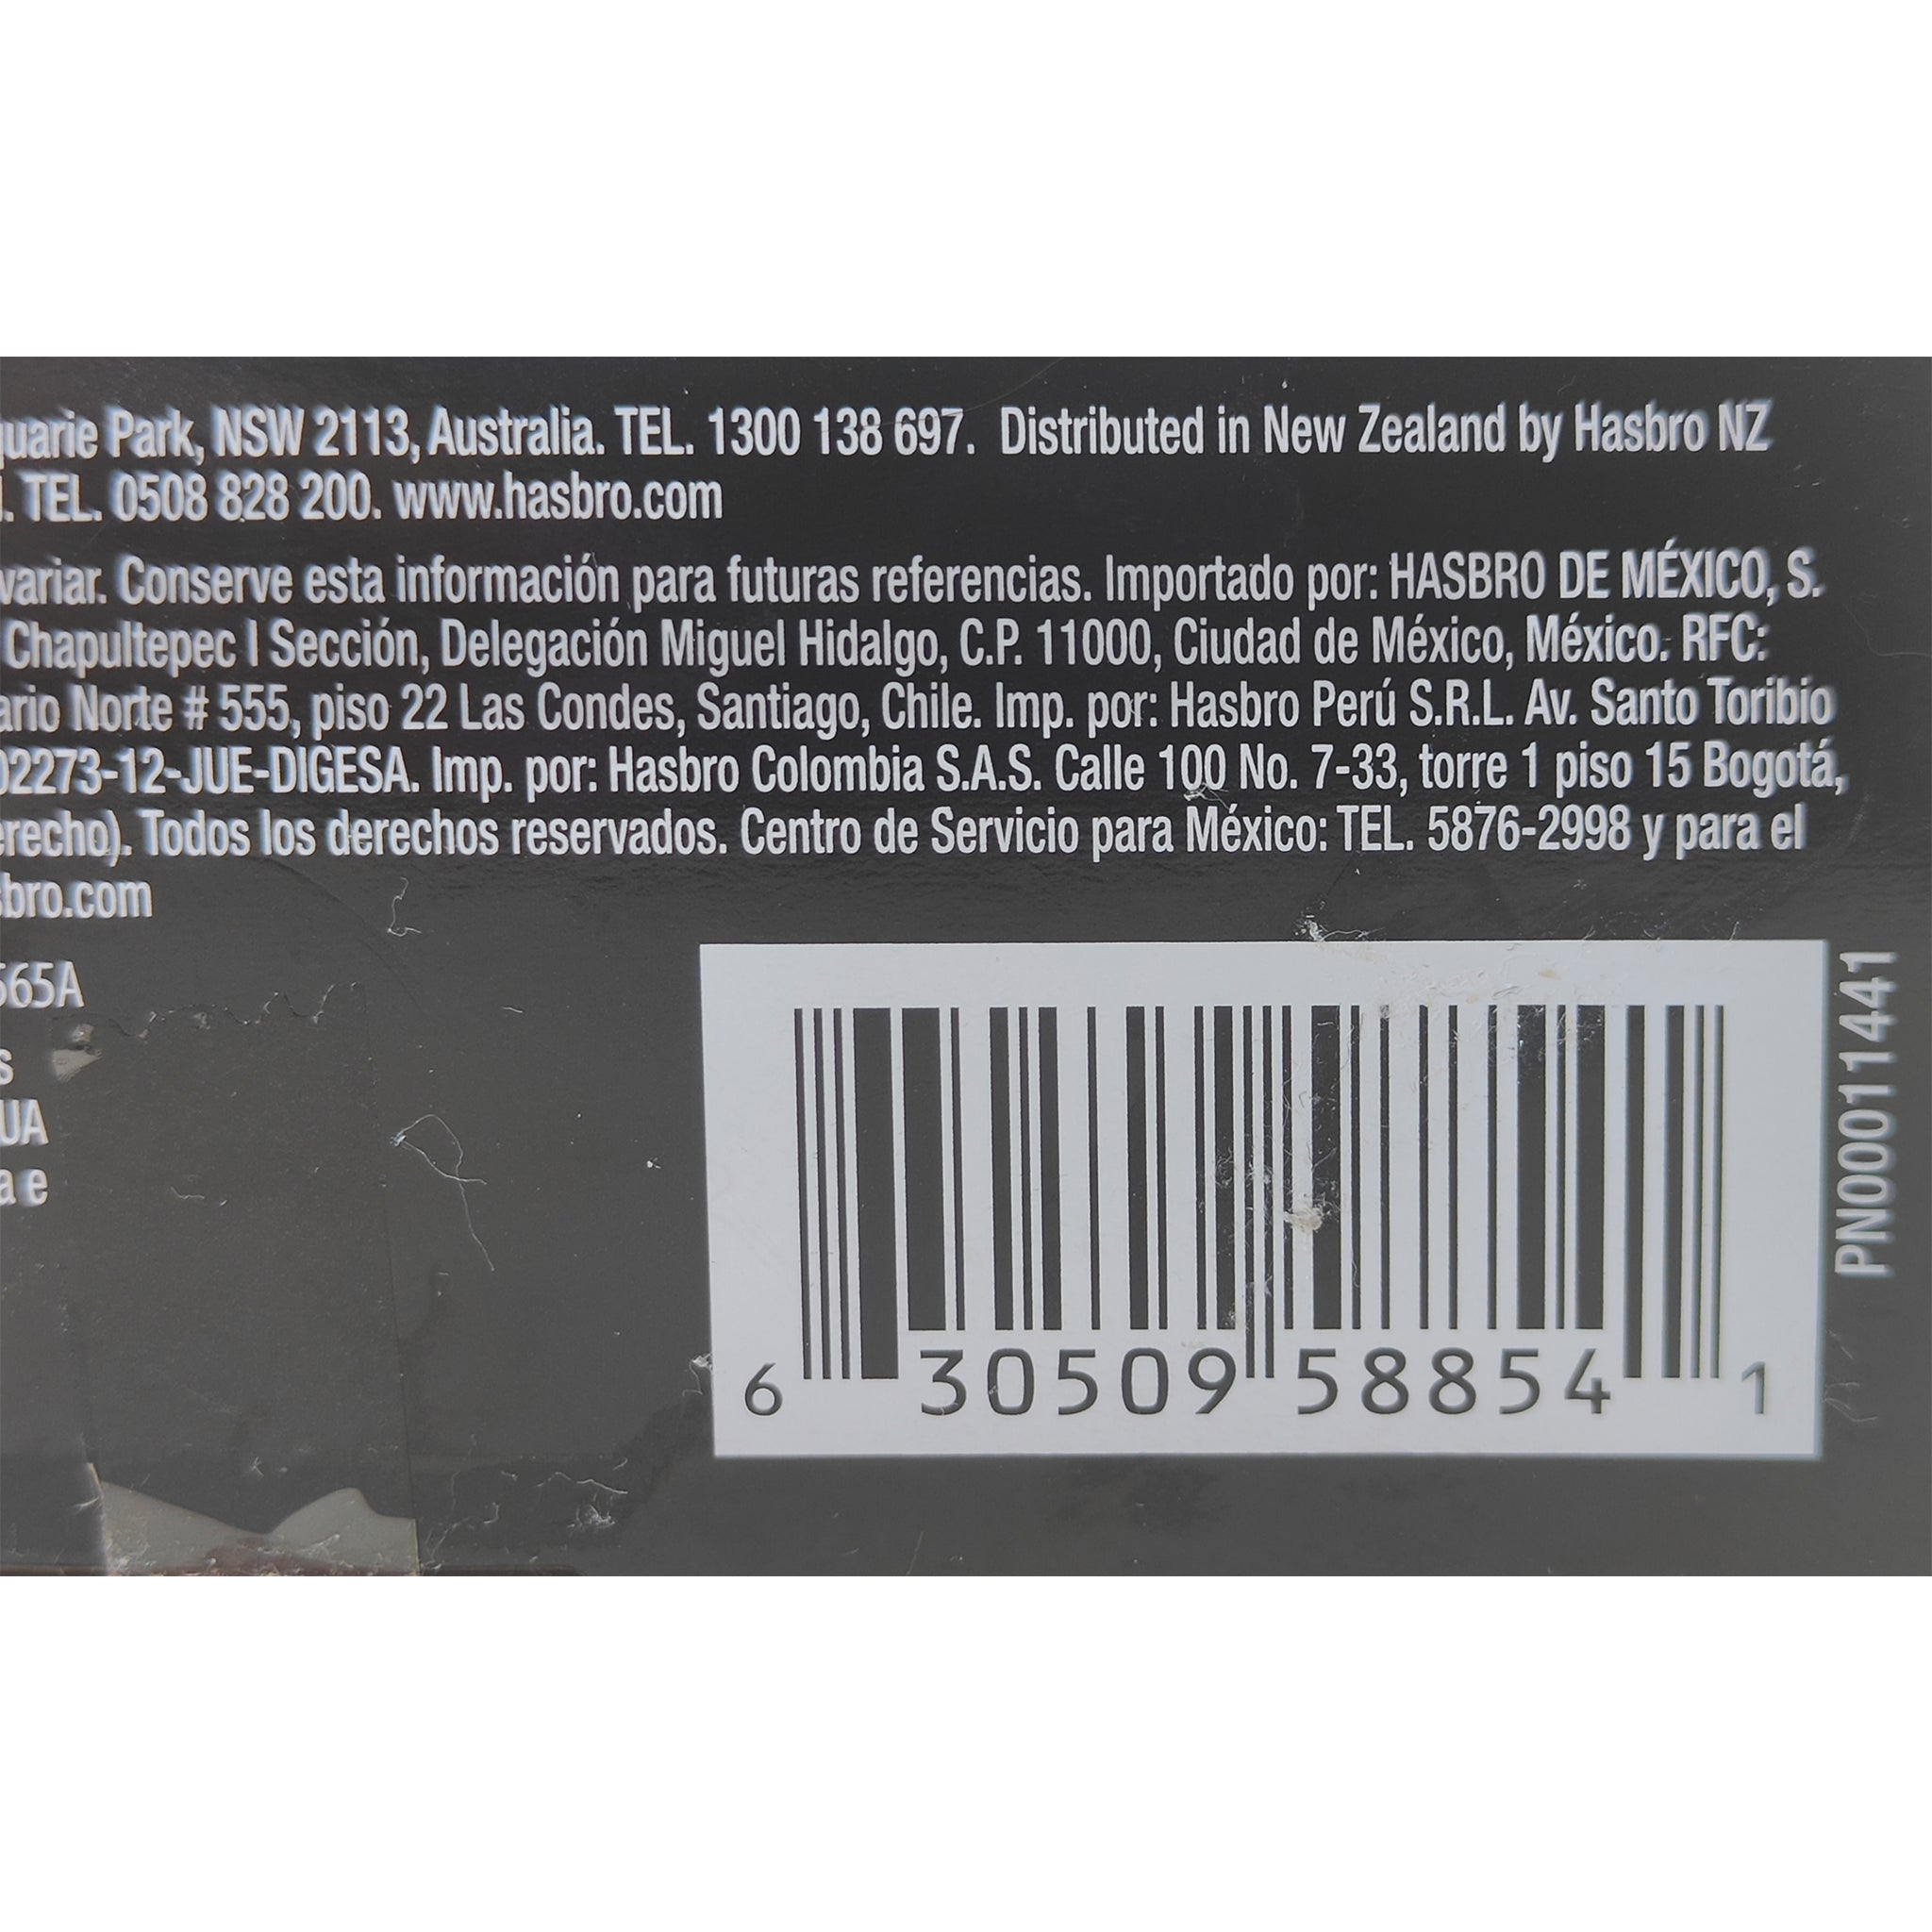 Park, NSW 2113, Australia. TEL. 1300 138 697. Distributed in New Zealand by Hasbro NZ
. TEL. 0508 828 200. www.hasbro.com
variar. Conserve esta información para futuras referencias. Importado por: HASBRO DE MÉXICO, S.
Chapultepec I Sección, Delegación Miguel Hidalgo, C.P. 11000, Ciudad de México, México. RFC:
ario Norte # 555, piso 22 Las Condes, Santiago, Chile. Imp. por: Hasbro Perú S.R.L. Av. Santo Toribio
02273-12-JUE-DIGESA. Imp. por: Hasbro Colombia S.A.S. Calle 100 No. 7-33, torre 1 piso 15 Bogotá,
erecho). Todos los derechos reservados. Centro de Servicio para México: TEL. 5876-2998 y para el
sbro.com
565A
s
UA
a e
PN00011441
6 30509 58854 1